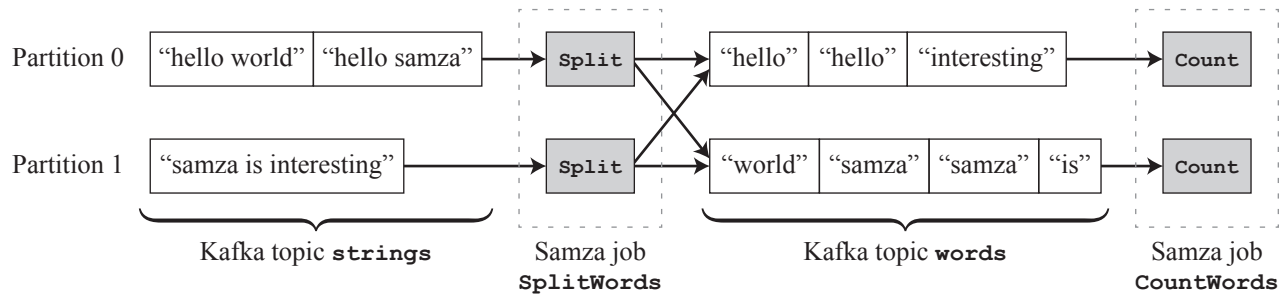 Partition 0 “hello world” “hello samza” Split “hello” “hello” “interesting” Count
Partition 1 “samza is interesting” Split “world” “samza” “samza” “is” Count
Kafka topic strings Samza job Kafka topic words Samza job
SplitWords CountWords